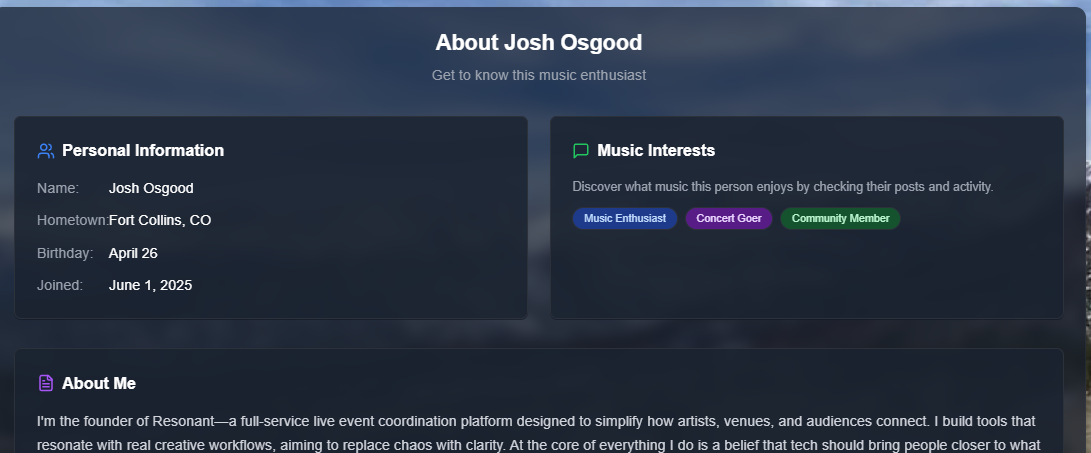 About Josh Osgood
Get to know this music enthusiast
Personal Information
Name: Josh Osgood
Hometown: Fort Collins, CO
Birthday: April 26
Joined: June 1, 2025
Music Interests
Discover what music this person enjoys by checking their posts and activity.
Music Enthusiast Concert Goer Community Member
About Me
I'm the founder of Resonant—a full-service live event coordination platform designed to simplify how artists, venues, and audiences connect. I build tools that
resonate with real creative workflows, aiming to replace chaos with clarity. At the core of everything I do is a belief that tech should bring people closer to what